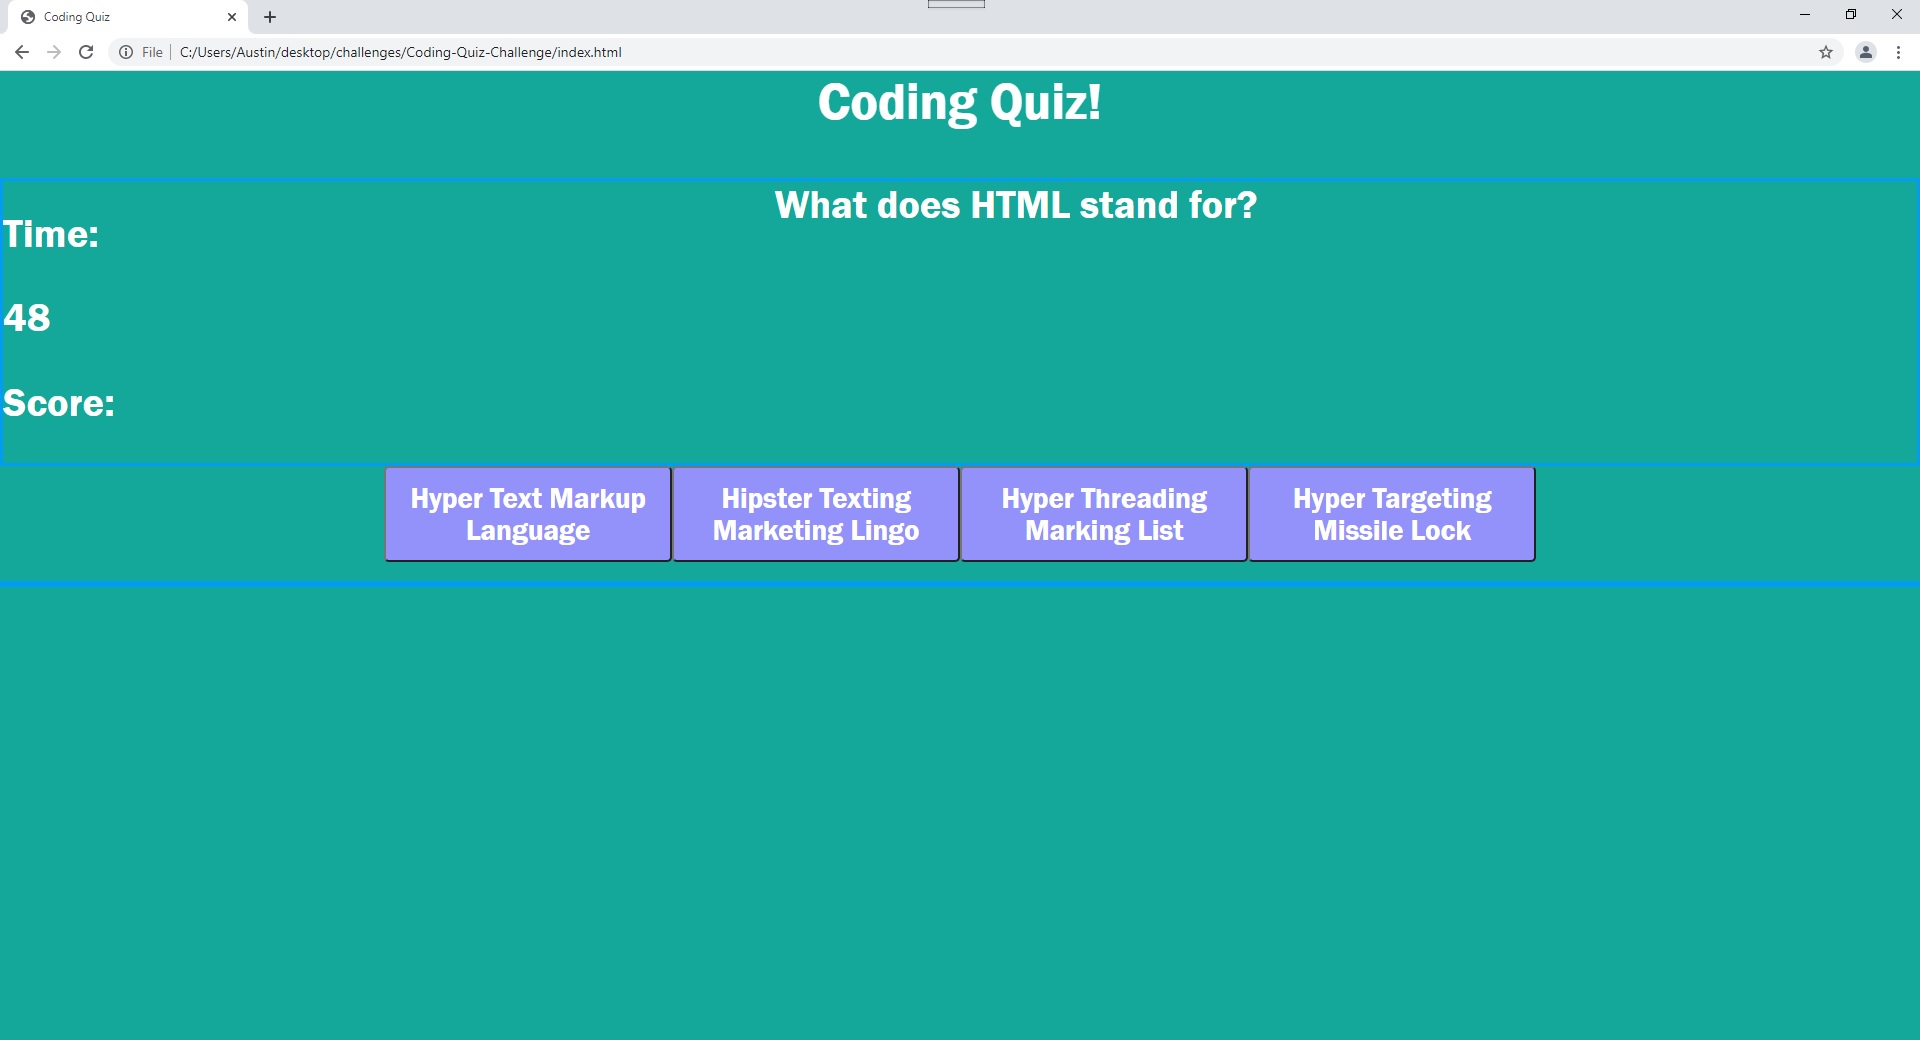 Coding Quiz
File
C:/Users/Austin/desktop/challenges/Coding-Quiz-Challenge/index.html
Coding Quiz!
What does HTML stand for?
Time:
48
Score:
Hyper Text Markup
Language
Hipster Texting
Marketing Lingo
Hyper Threading
Marking List
Hyper Targeting
Missile Lock